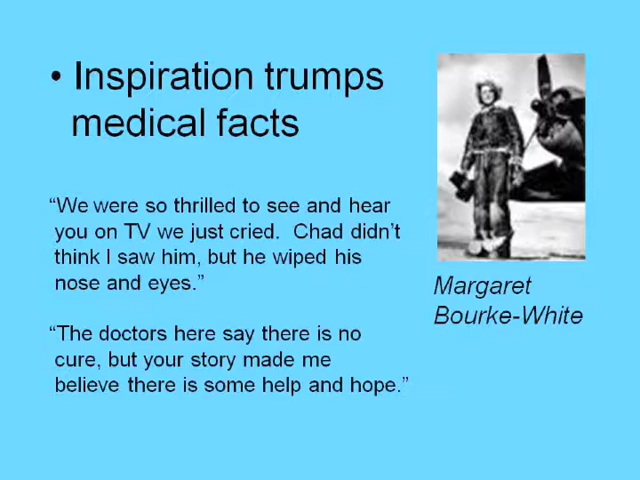 • Inspiration trumps
medical facts
“We were so thrilled to see and hear
you on TV we just cried.  Chad didn’t
think I saw him, but he wiped his
nose and eyes.”
“The doctors here say there is no
cure, but your story made me
believe there is some help and hope.”
Margaret
Bourke-White